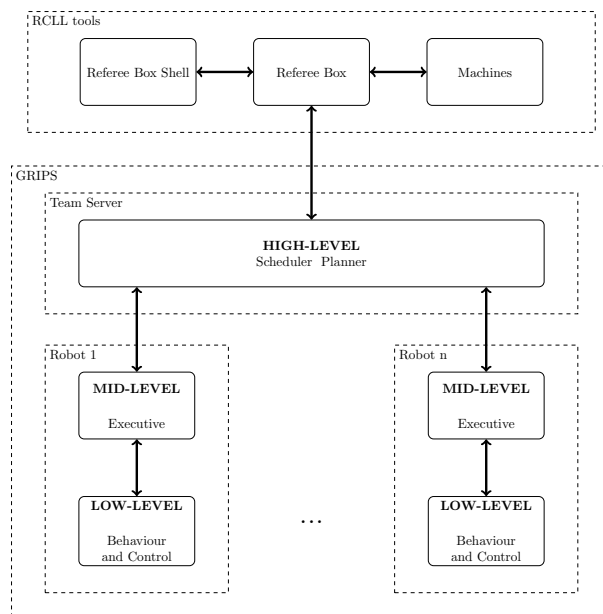 RCLL tools
Referee Box Shell
Referee Box
Machines
GRIPS
Team Server
HIGH-LEVEL
Scheduler Planner
Robot 1
Robot n
MID-LEVEL
Executive
MID-LEVEL
Executive
LOW-LEVEL
Behaviour
and Control
...
LOW-LEVEL
Behaviour
and Control